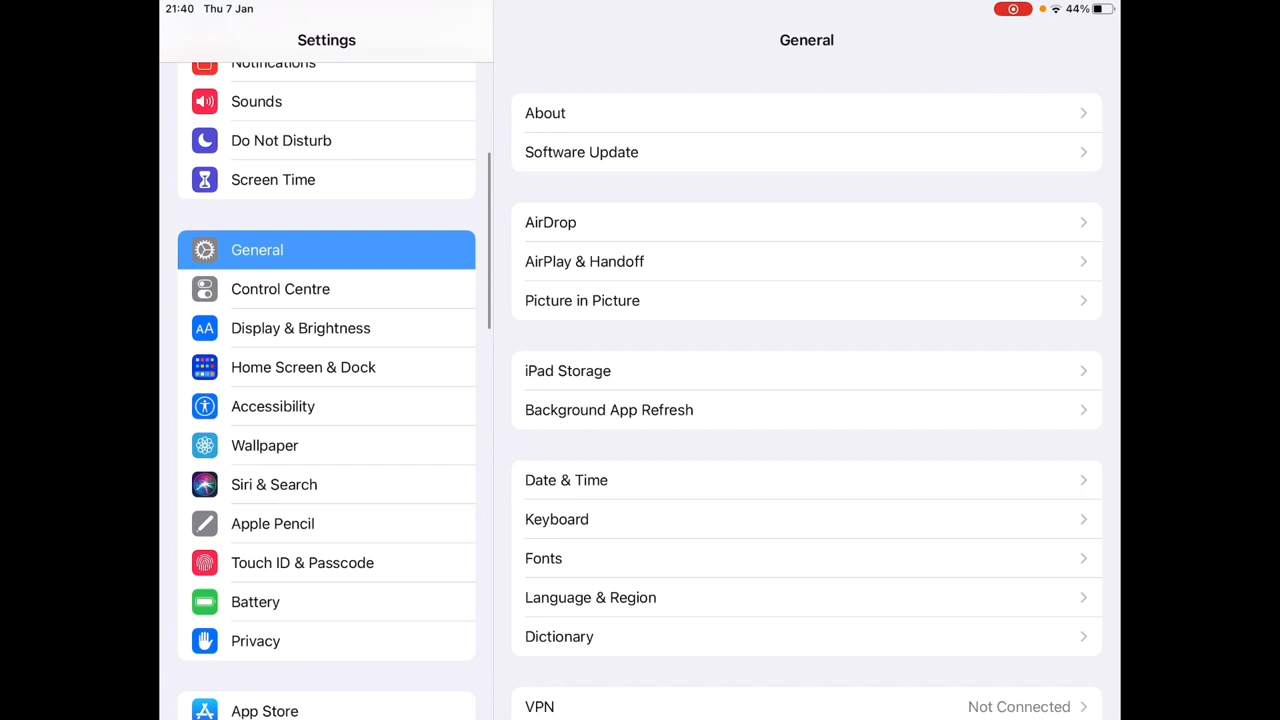 21:40 Thu 7 Jan
44%
Settings
General
Notifications
Sounds
Do Not Disturb
Screen Time
General
Control Centre
AA Display & Brightness
Home Screen & Dock
Accessibility
Wallpaper
Siri & Search
Apple Pencil
Touch ID & Passcode
Battery
Privacy
App Store
About
Software Update
AirDrop
AirPlay & Handoff
Picture in Picture
iPad Storage
Background App Refresh
Date & Time
Keyboard
Fonts
Language & Region
Dictionary
VPN Not Connected